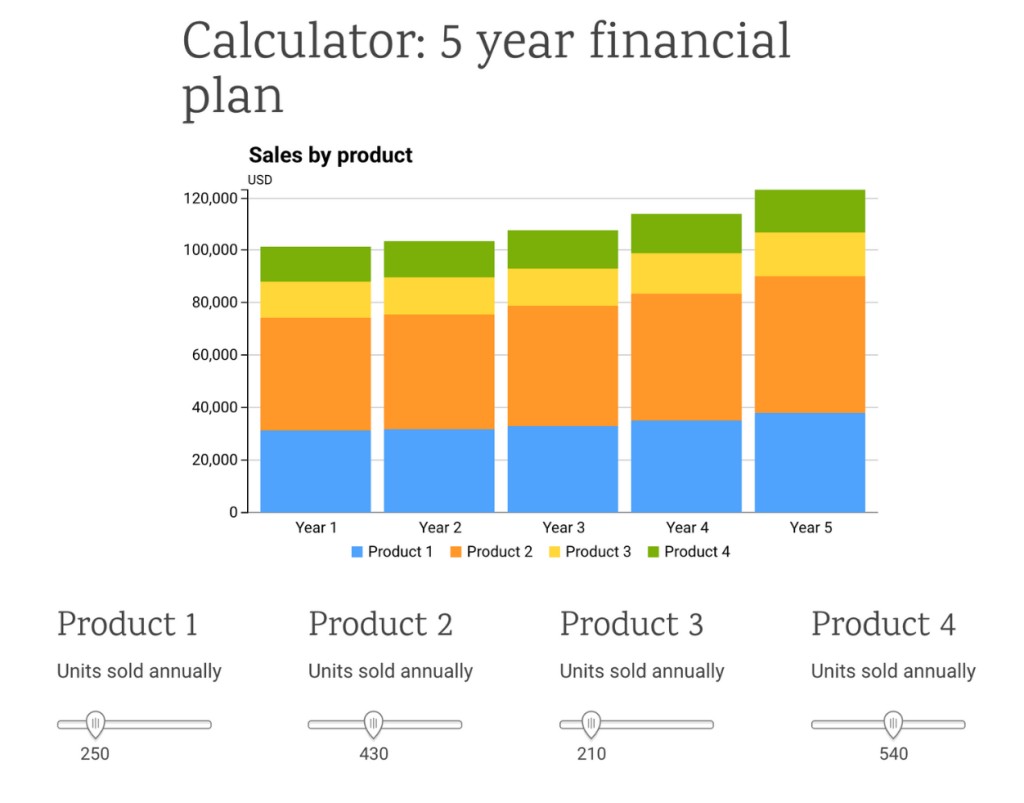 Calculator: 5 year financial
plan
Sales by product
USD
120,000
100,000
80,000
60,000
40,000
20,000
0
Year 1 Year 2 Year 3 Year 4 Year 5
Product 1 Product 2 Product 3 Product 4
Product 1 Product 2 Product 3 Product 4
Units sold annually Units sold annually Units sold annually Units sold annually
250 430 210 540